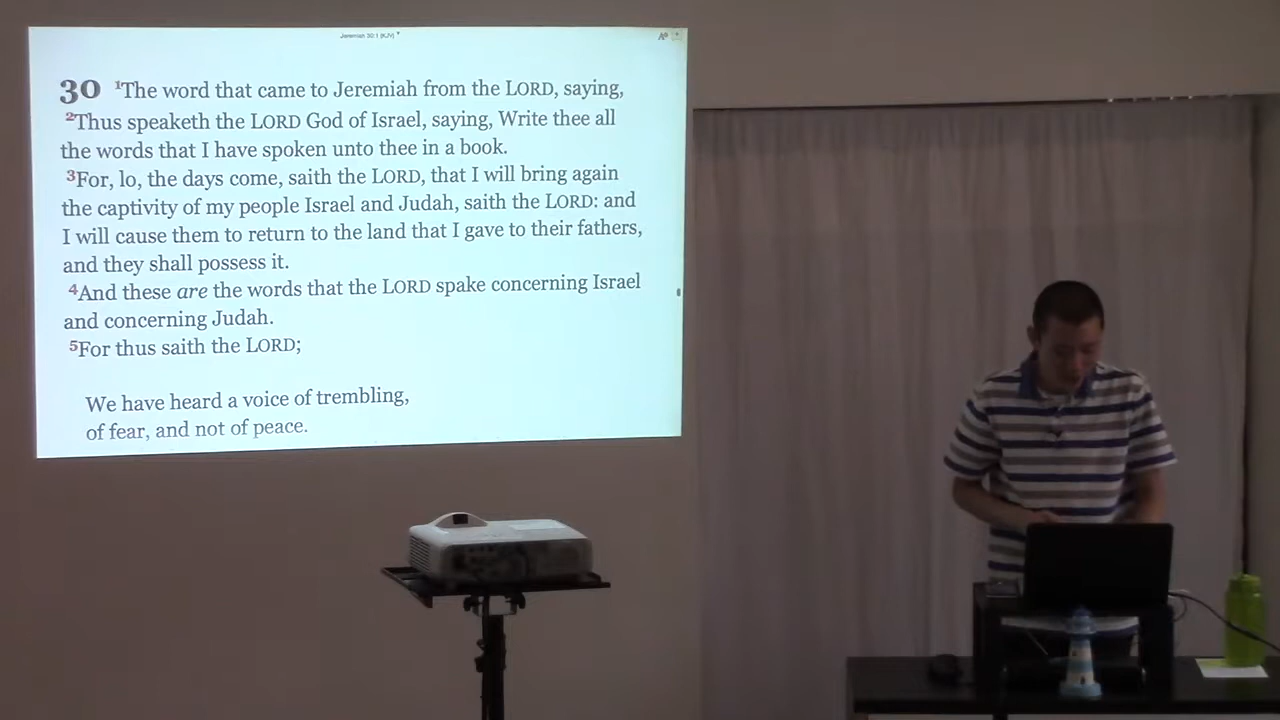 Jeremiah 30:1 (KJV)
30 1The word that came to Jeremiah from the LORD, saying,
2Thus speaketh the LORD God of Israel, saying, Write thee all
the words that I have spoken unto thee in a book.
3For, lo, the days come, saith the LORD, that I will bring again
the captivity of my people Israel and Judah, saith the LORD: and
I will cause them to return to the land that I gave to their fathers,
and they shall possess it.
4And these are the words that the LORD spake concerning Israel
and concerning Judah.
5For thus saith the LORD;
We have heard a voice of trembling,
of fear, and not of peace.